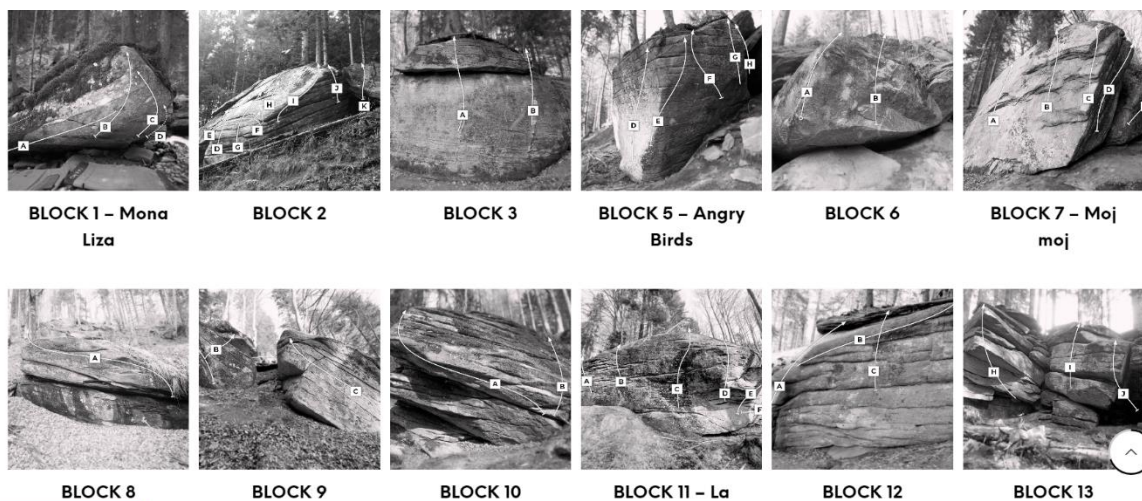 A
B
C
D
E
D
G
F
H
I
J
K
A
B
D
E
F
G
H
A
B
A
B
C
D
BLOCK 1 – Mona
Liza
BLOCK 2
BLOCK 3
BLOCK 5 – Angry
Birds
BLOCK 6
BLOCK 7 – Moj
moj
A
B
C
A
B
A
D
C
D
E
F
A
B
C
H
I
J
BLOCK 8
BLOCK 9
BLOCK 10
BLOCK 11 – La
BLOCK 12
BLOCK 13